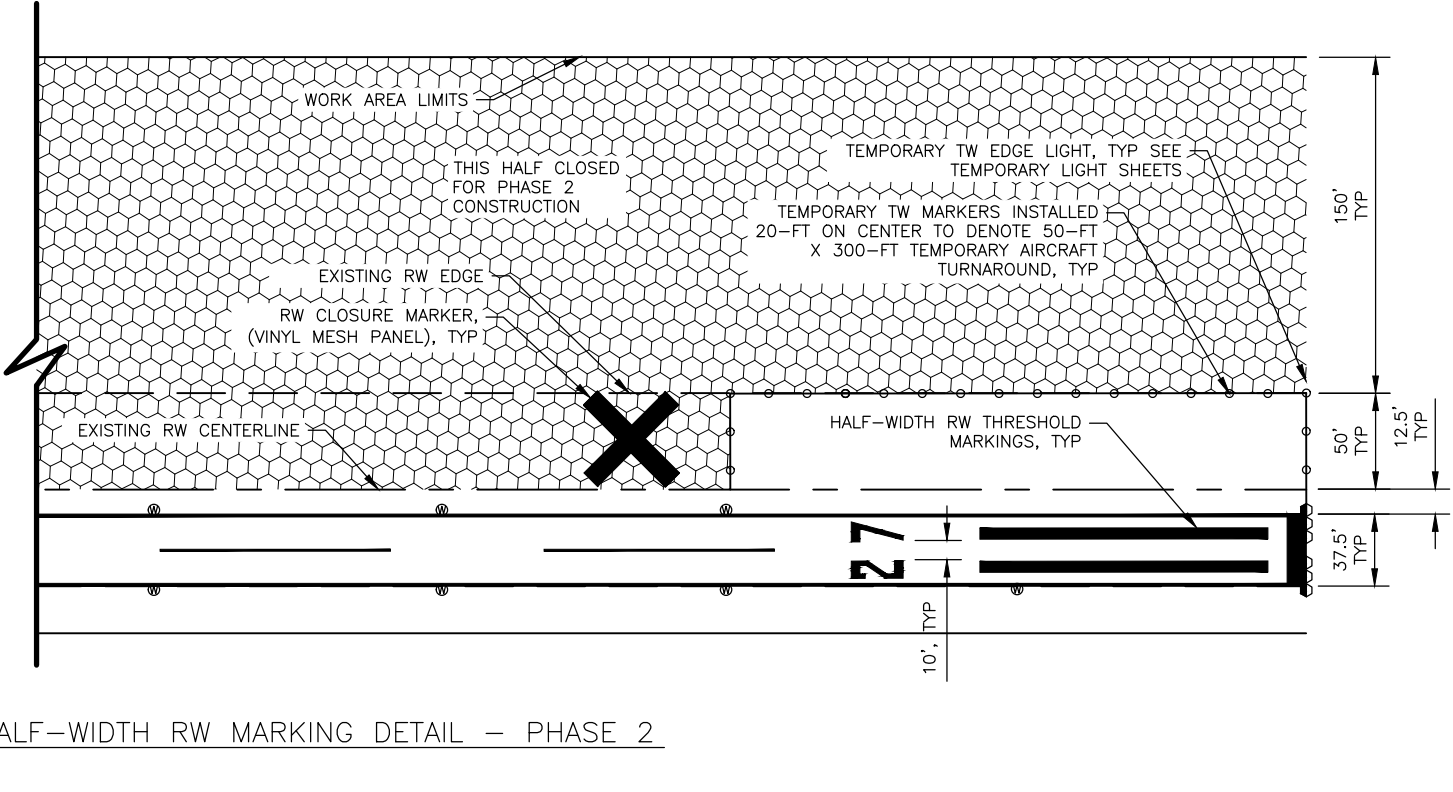 WORK AREA LIMITS
THIS HALF CLOSED
FOR PHASE 2
CONSTRUCTION
TEMPORARY TW EDGE LIGHT, TYP SEE
TEMPORARY LIGHT SHEETS
TEMPORARY TW MARKERS INSTALLED
20-FT ON CENTER TO DENOTE 50-FT
X 300-FT TEMPORARY AIRCRAFT
TURNAROUND, TYP
150'
TYP
EXISTING RW EDGE
RW CLOSURE MARKER,
(VINYL MESH PANEL), TYP
EXISTING RW CENTERLINE
HALF-WIDTH RW THRESHOLD
MARKINGS, TYP
50'
TYP
12.5'
TYP
W
W
W
27
37.5'
TYP
W
W
W
W
10', TYP
ALF-WIDTH RW MARKING DETAIL - PHASE 2